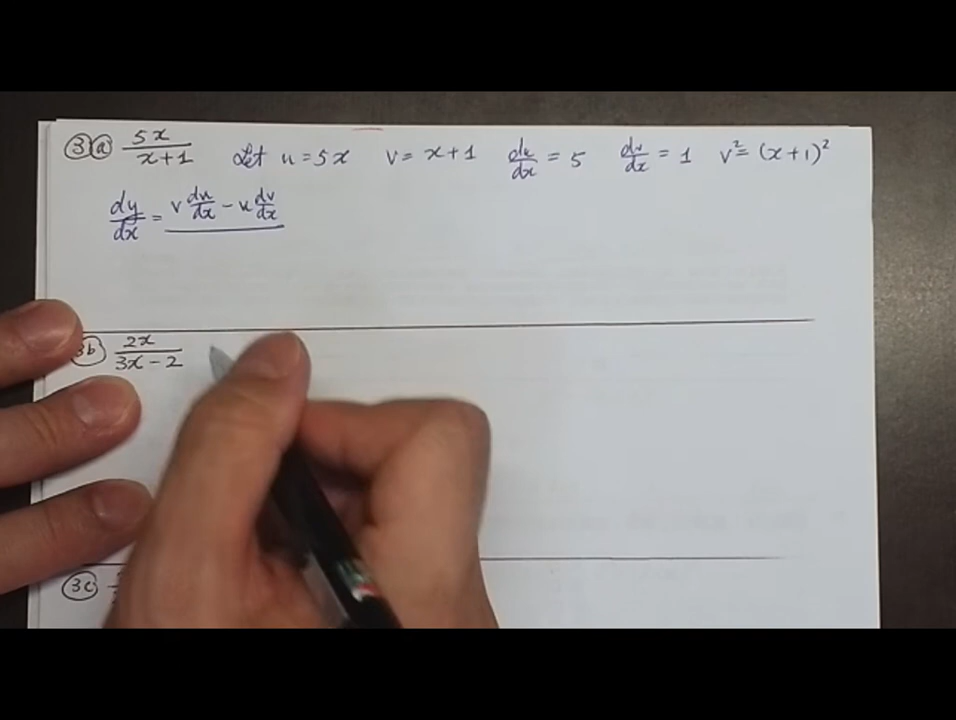 3 a 5x / x+1 Let u = 5x v = x+1 du/dx = 5 dv/dx = 1 v² = (x+1)²
dy/dx = v du/dx - u dv/dx
3b 2x / 3x-2
3c